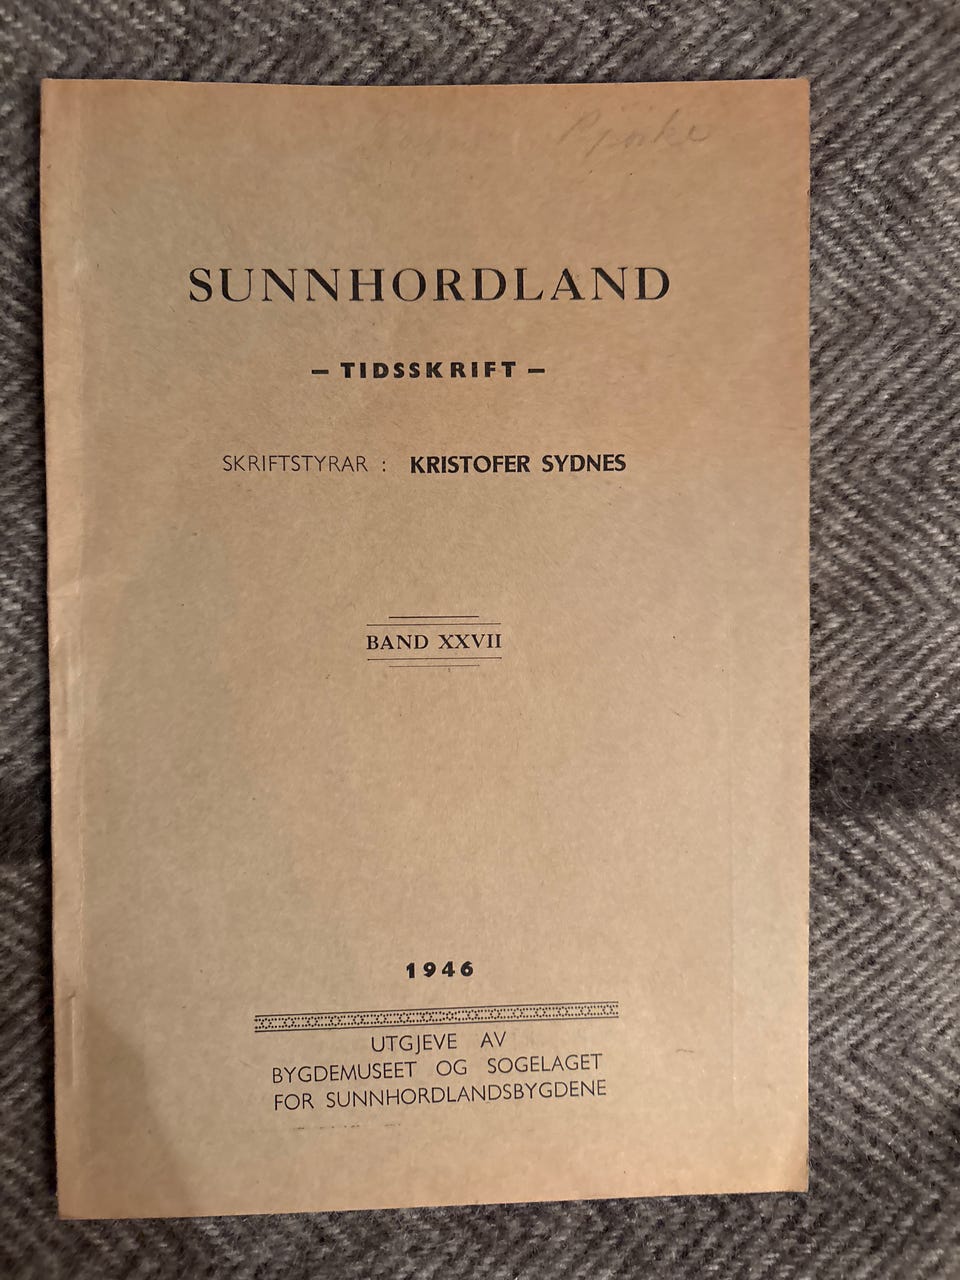 SUNNHORDLAND
– TIDSSKRIFT –
SKRIFTSTYRAR : KRISTOFER SYDNES
BAND XXVII
1946
UTGJEVE AV
BYGDEMUSEET OG SOGELAGET
FOR SUNNHORDLANDSBYGDENE